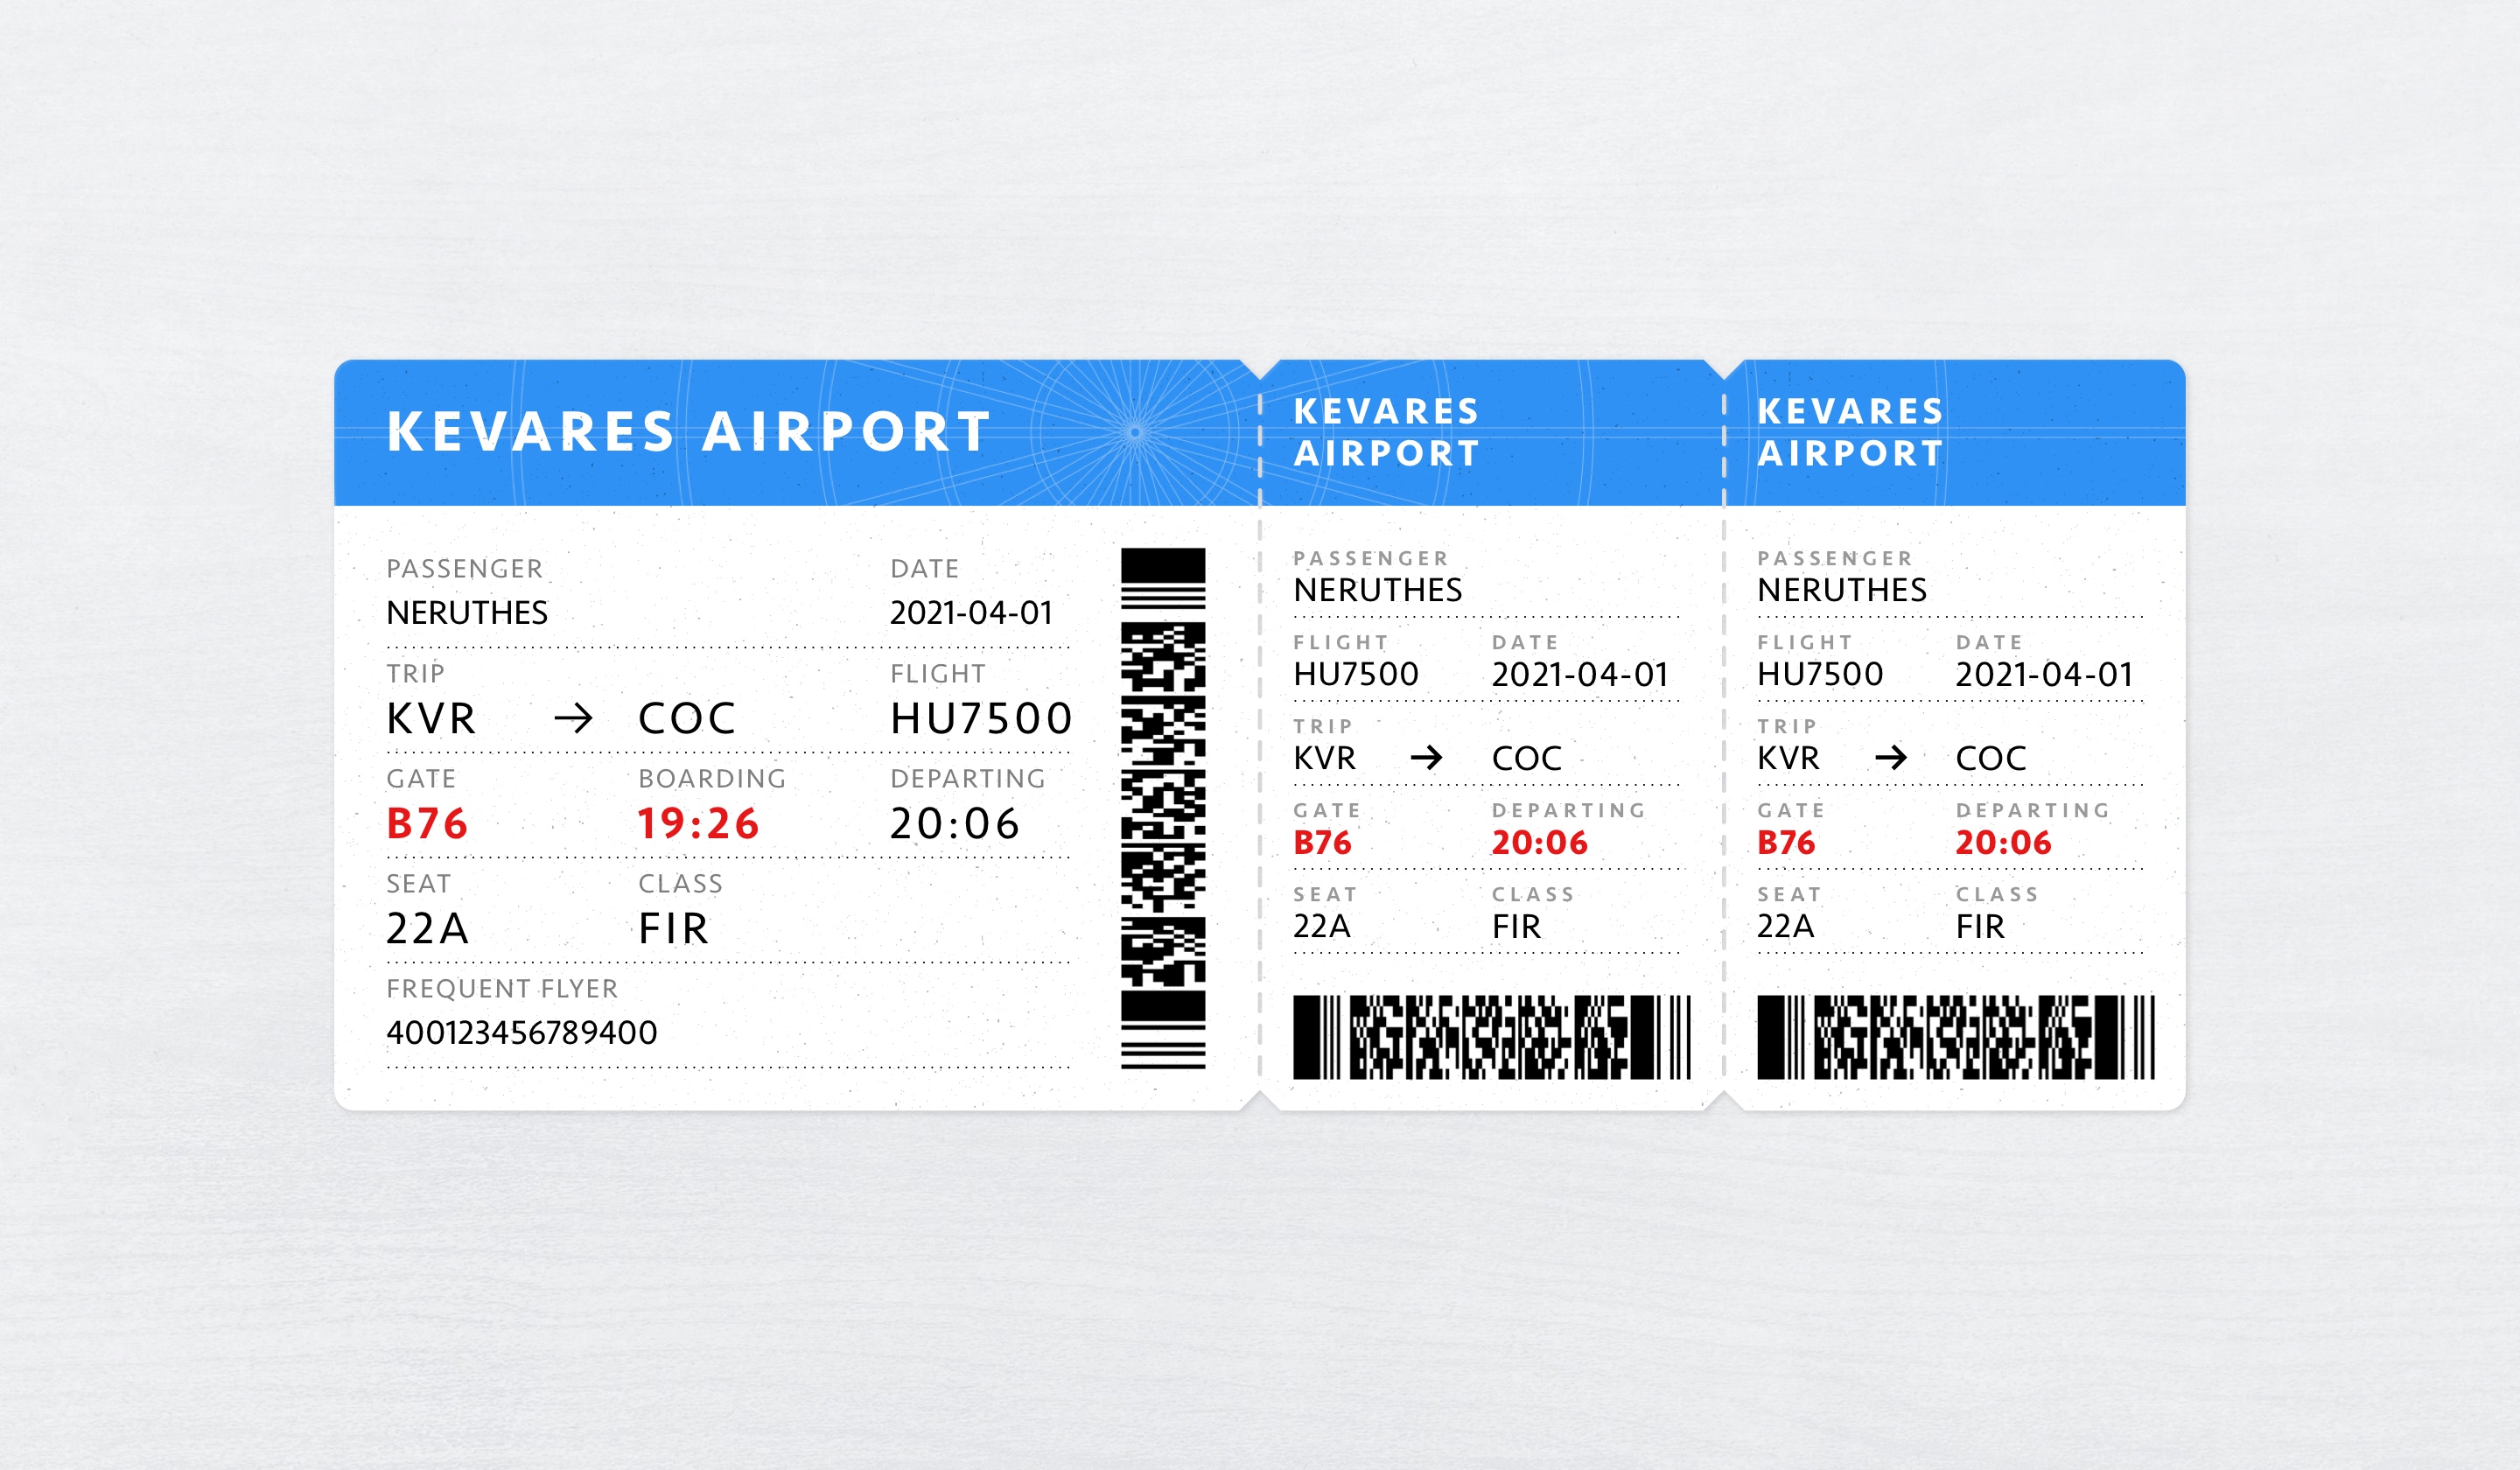 KEVARES AIRPORT
PASSENGER DATE
NERUTHES 2021-04-01
TRIP FLIGHT
KVR → COC HU7500
GATE BOARDING DEPARTING
B76 19:26 20:06
SEAT CLASS
22A FIR
FREQUENT FLYER
400123456789400
KEVARES
AIRPORT
PASSENGER
NERUTHES
FLIGHT DATE
HU7500 2021-04-01
TRIP
KVR → COC
GATE DEPARTING
B76 20:06
SEAT CLASS
22A FIR
KEVARES
AIRPORT
PASSENGER
NERUTHES
FLIGHT DATE
HU7500 2021-04-01
TRIP
KVR → COC
GATE DEPARTING
B76 20:06
SEAT CLASS
22A FIR